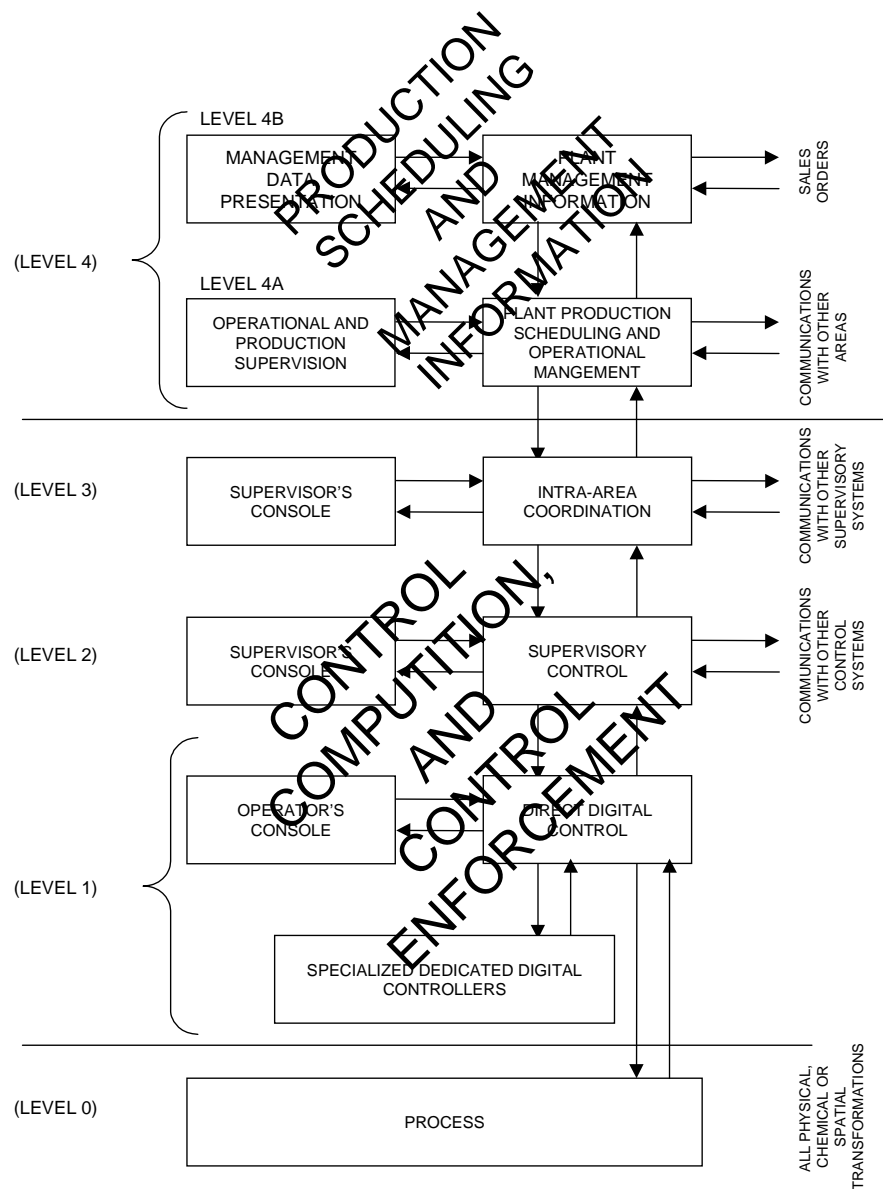 PRODUCTION
SCHEDULING
AND
MANAGEMENT
INFORMATION
LEVEL 4B
MANAGEMENT
DATA
PRESENTATION
PLANT
MANAGEMENT
INFORMATION
SALES
ORDERS
(LEVEL 4)
LEVEL 4A
OPERATIONAL AND
PRODUCTION
SUPERVISION
PLANT PRODUCTION
SCHEDULING AND
OPERATIONAL
MANGEMENT
COMMUNICATIONS
WITH OTHER
AREAS
(LEVEL 3)
SUPERVISOR'S
CONSOLE
INTRA-AREA
COORDINATION
COMMUNICATIONS
WITH OTHER
SUPERVISORY
SYSTEMS
CONTROL
COMPUTITION,
AND
CONTROL
ENFORCEMENT
(LEVEL 2)
SUPERVISOR'S
CONSOLE
SUPERVISORY
CONTROL
COMMUNICATIONS
WITH OTHER
CONTROL
SYSTEMS
(LEVEL 1)
OPERATOR'S
CONSOLE
DIRECT DIGITAL
CONTROL
SPECIALIZED DEDICATED DIGITAL
CONTROLLERS
(LEVEL 0)
PROCESS
ALL PHYSICAL,
CHEMICAL OR
SPATIAL
TRANSFORMATIONS